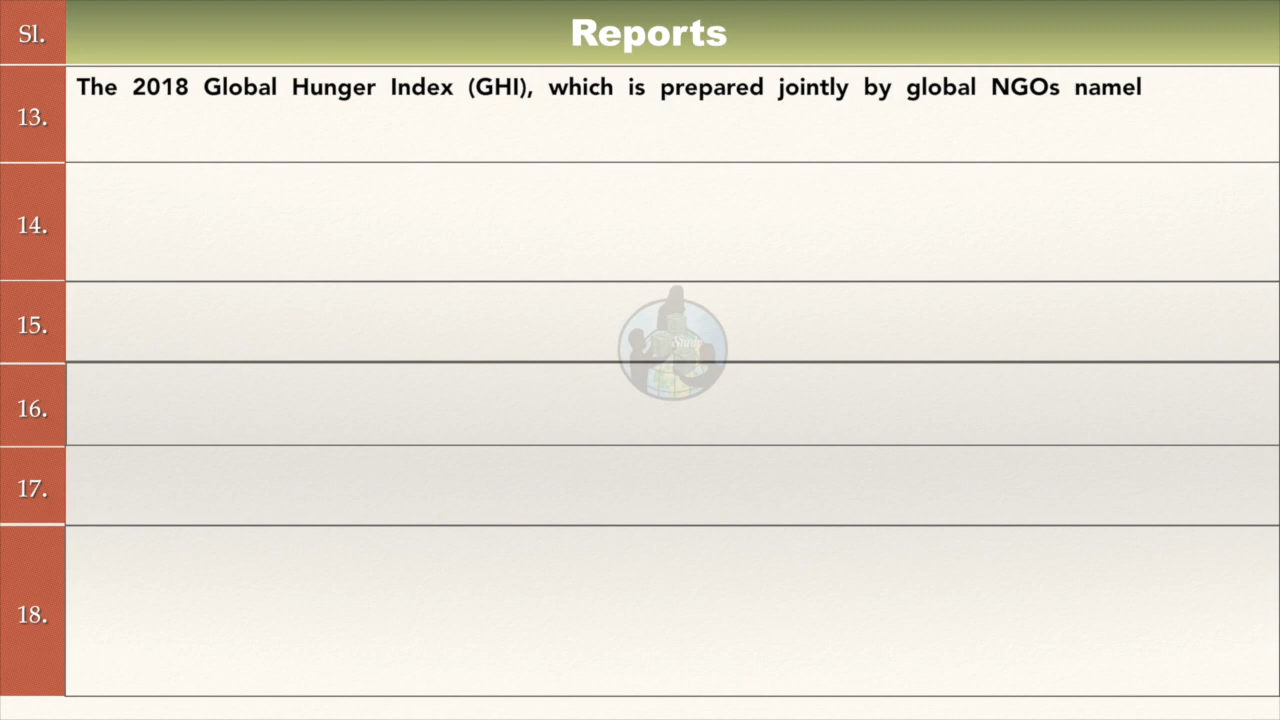 Sl.
Reports
13.
The 2018 Global Hunger Index (GHI), which is prepared jointly by global NGOs namel
14.
15.
Study
16.
17.
18.